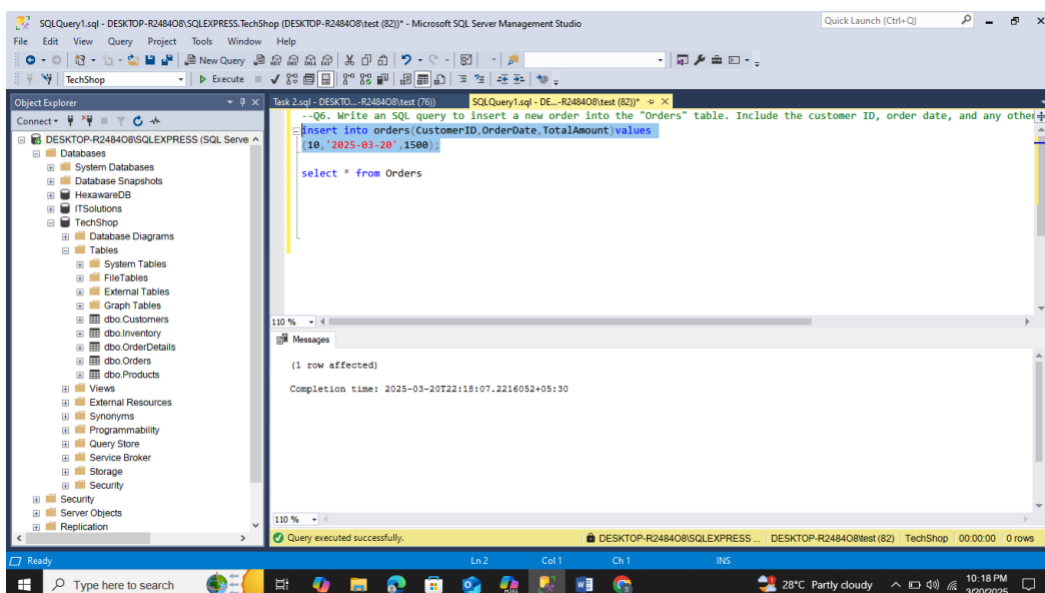 SQLQuery1.sql - DESKTOP-R2484O8\SQLEXPRESS.TechShop (DESKTOP-R2484O8\test (82))* - Microsoft SQL Server Management Studio
Quick Launch (Ctrl+Q)
File Edit View Query Project Tools Window Help
New Query
TechShop
Execute
Object Explorer
Task 2.sql - DESKTO...-R2484O8\test (76))
SQLQuery1.sql - DE...-R2484O8\test (82))*
Connect
DESKTOP-R2484O8\SQLEXPRESS (SQL Serve
Databases
System Databases
Database Snapshots
HexawareDB
ITSolutions
TechShop
Database Diagrams
Tables
System Tables
FileTables
External Tables
Graph Tables
dbo.Customers
dbo.Inventory
dbo.OrderDetails
dbo.Orders
dbo.Products
Views
External Resources
Synonyms
Programmability
Query Store
Service Broker
Storage
Security
Security
Server Objects
Replication
--Q6. Write an SQL query to insert a new order into the "Orders" table. Include the customer ID, order date, and any other
insert into orders(CustomerID,OrderDate,TotalAmount)values
(10,'2025-03-20',1500);
select * from Orders
110 %
Messages
(1 row affected)
Completion time: 2025-03-20T22:18:07.2216052+05:30
110 %
Query executed successfully.
DESKTOP-R2484O8\SQLEXPRESS ...
DESKTOP-R2484O8\test (82)
TechShop
00:00:00
0 rows
Ready
Ln 2
Col 1
Ch 1
INS
Type here to search
28°C Partly cloudy
10:18 PM
3/20/2025